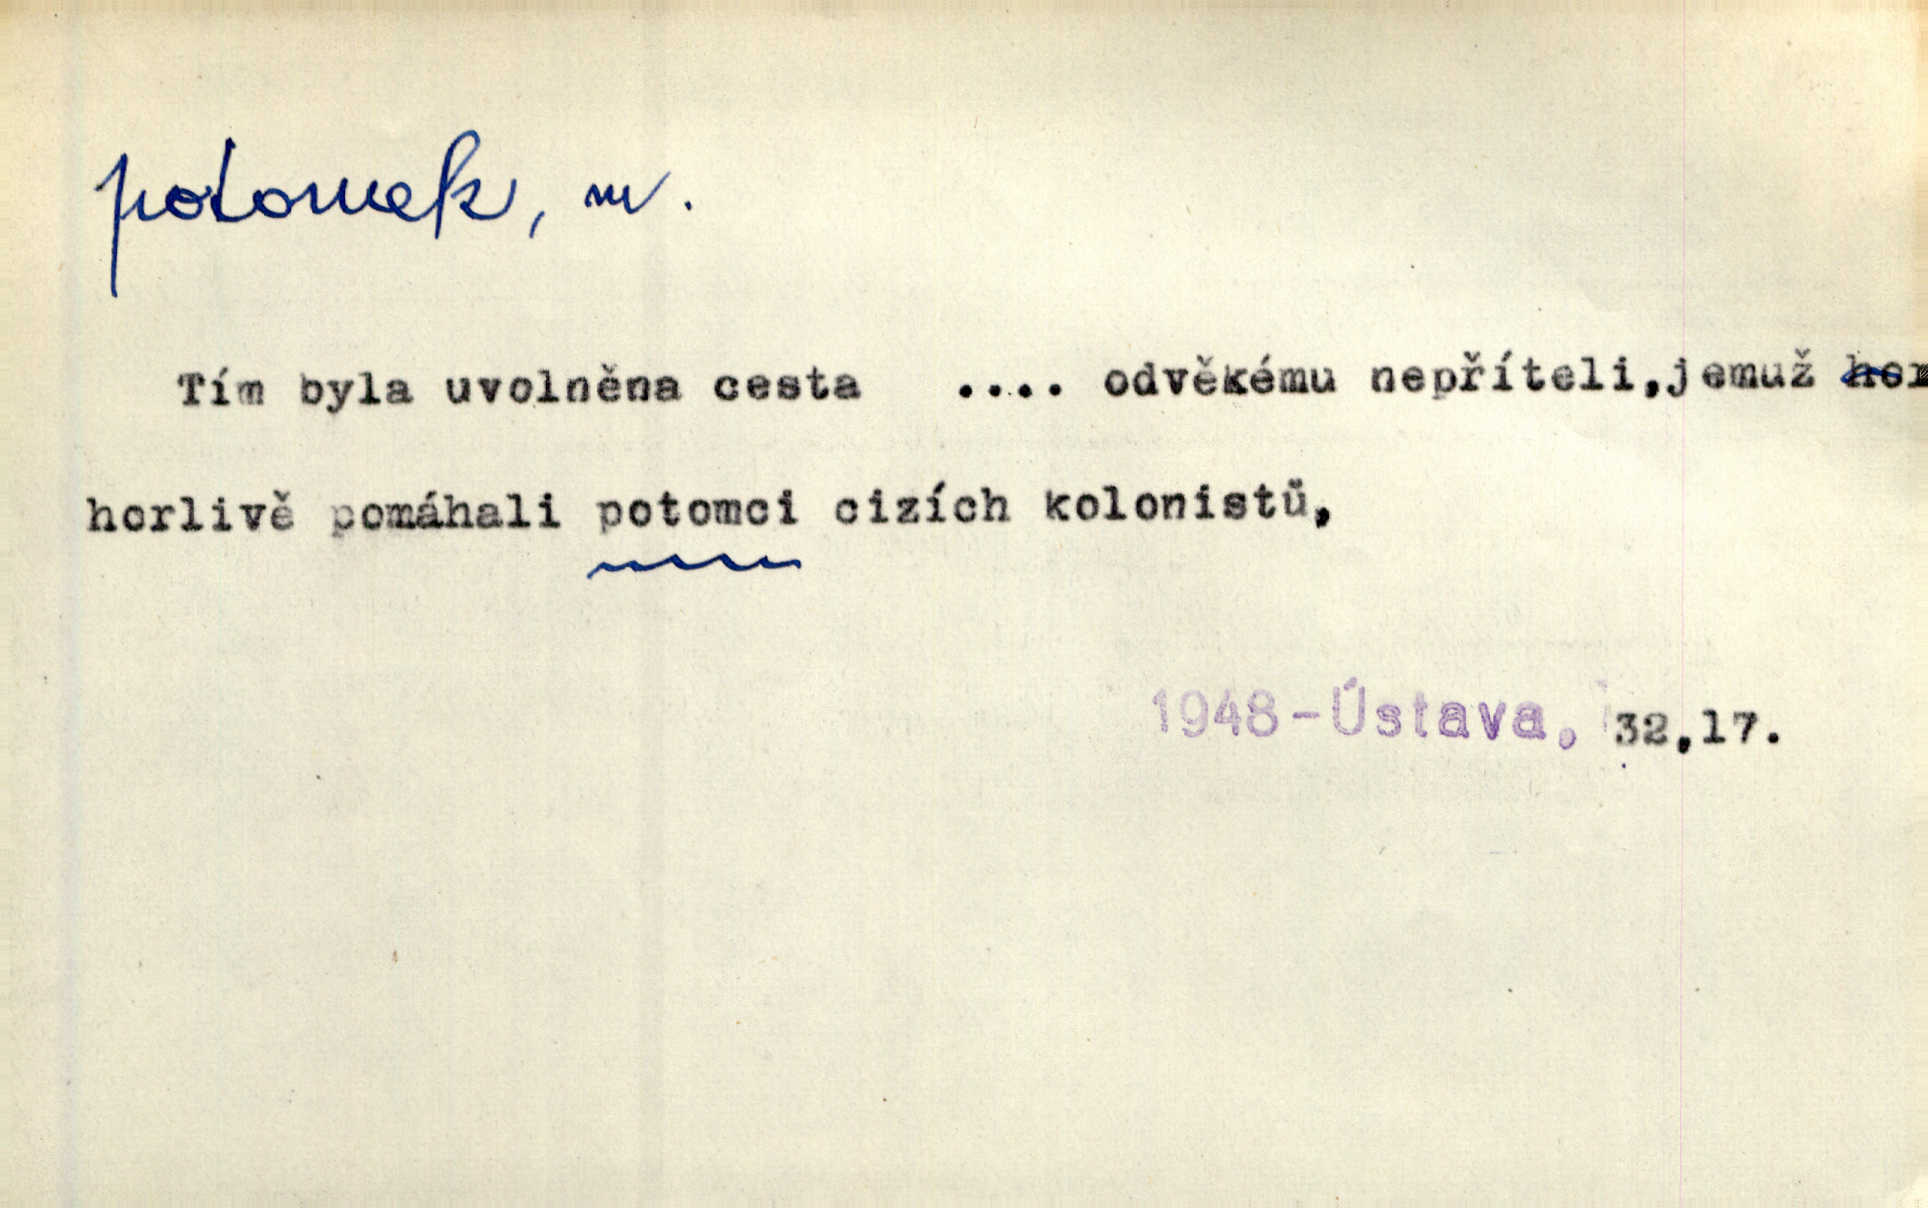 potomek, m.
Tím byla uvolněna cesta .... odvěkému nepříteli,jemuž hor
horlivě pomáhali potomci cizích kolonistů,
1948-Ústava, 32,17.